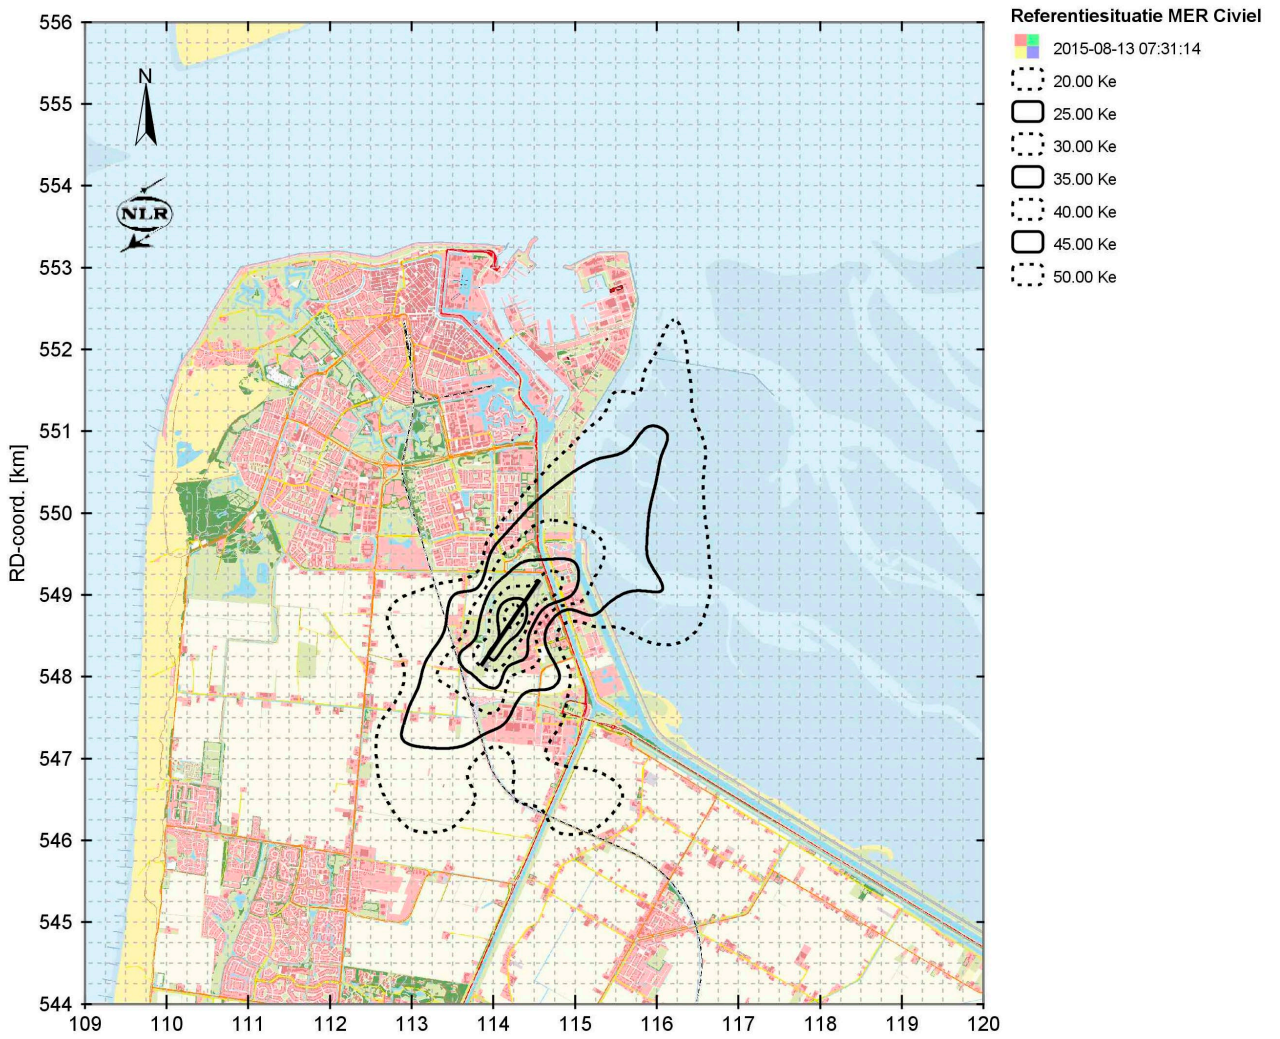 Referentiesituatie MER Civiel
2015-08-13 07:31:14
20.00 Ke
25.00 Ke
30.00 Ke
35.00 Ke
40.00 Ke
45.00 Ke
50.00 Ke
556
555
554
553
552
551
550
549
548
547
546
545
544
RD-coord. [km]
N
NLR
109 110 111 112 113 114 115 116 117 118 119 120